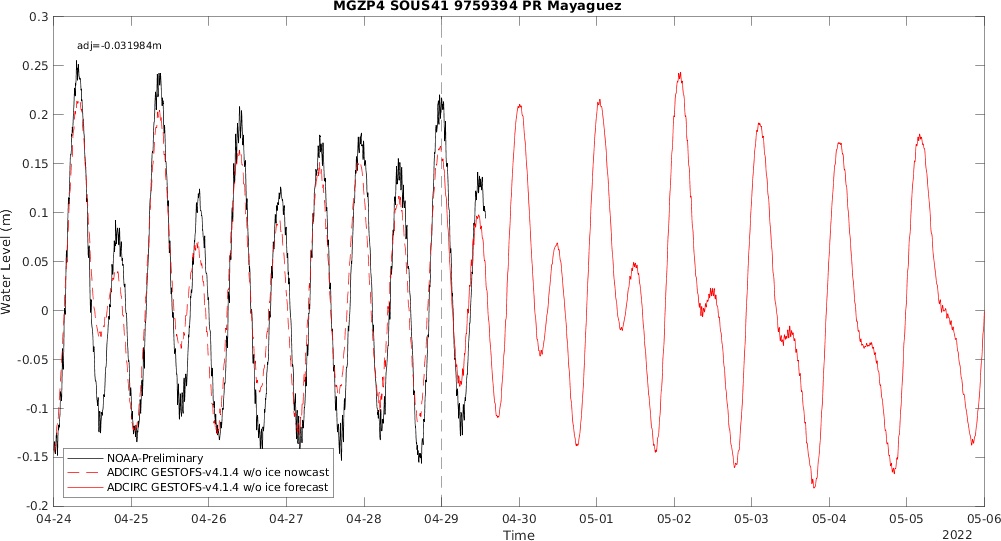 MGZP4 SOUS41 9759394 PR Mayaguez
adj=-0.031984m
0.3
0.25
0.2
0.15
0.1
0.05
0
-0.05
-0.1
-0.15
-0.2
Water Level (m)
NOAA-Preliminary
ADCIRC GESTOFS-v4.1.4 w/o ice nowcast
ADCIRC GESTOFS-v4.1.4 w/o ice forecast
04-24 04-25 04-26 04-27 04-28 04-29 04-30 05-01 05-02 05-03 05-04 05-05 05-06
Time
2022